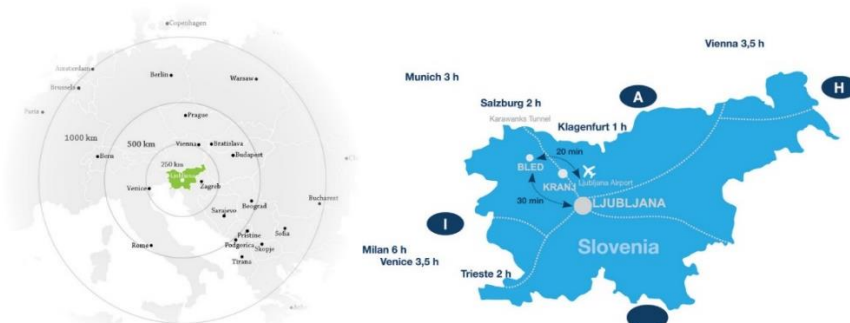 Copenhagen
Amsterdam
Berlin
Warsaw
Brussels
Paris
Prague
1000 km
500 km
Vienna
Bratislava
Bern
Budapest
250 km
Ljubljana
Venice
Zagreb
Beograd
Bucharest
Sarajevo
Pristine
Sofia
Rome
Podgorica
Skopje
Tirana
Vienna 3,5 h
Munich 3 h
H
A
Salzburg 2 h
Karawanks Tunnel
Klagenfurt 1 h
20 min
BLED
Ljubljana Airport
KRANJ
30 min
LJUBLJANA
I
Slovenia
Milan 6 h
Venice 3,5 h
Trieste 2 h